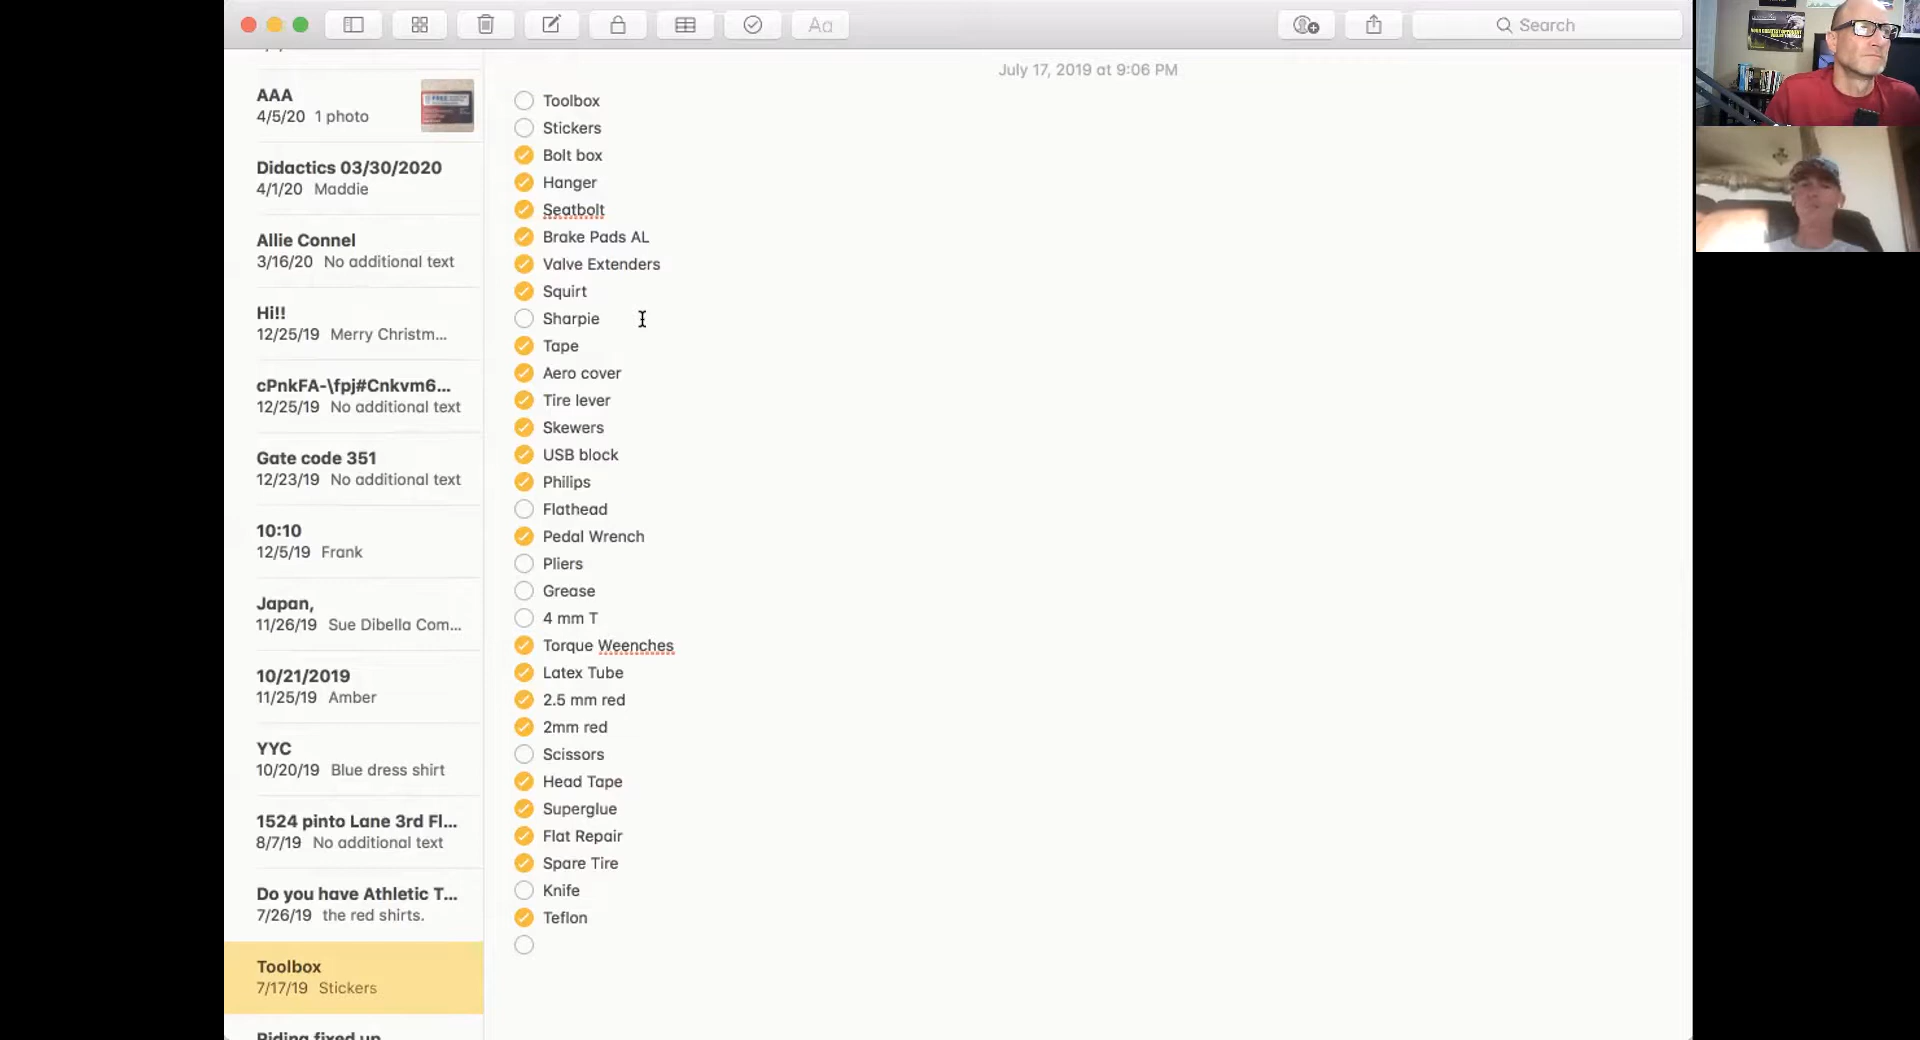 Aa
Search
AAA
4/5/20 1 photo
Didactics 03/30/2020
4/1/20 Maddie
Allie Connel
3/16/20 No additional text
Hi!!
12/25/19 Merry Christm...
cPnkFA-\fpj#Cnkvm6...
12/25/19 No additional text
Gate code 351
12/23/19 No additional text
10:10
12/5/19 Frank
Japan,
11/26/19 Sue Dibella Com...
10/21/2019
11/25/19 Amber
YYC
10/20/19 Blue dress shirt
1524 pinto Lane 3rd Fl...
8/7/19 No additional text
Do you have Athletic T...
7/26/19 the red shirts.
Toolbox
7/17/19 Stickers
Riding fixed up
July 17, 2019 at 9:06 PM
Toolbox
Stickers
Bolt box
Hanger
Seatbolt
Brake Pads AL
Valve Extenders
Squirt
Sharpie
Tape
Aero cover
Tire lever
Skewers
USB block
Philips
Flathead
Pedal Wrench
Pliers
Grease
4 mm T
Torque Weenches
Latex Tube
2.5 mm red
2mm red
Scissors
Head Tape
Superglue
Flat Repair
Spare Tire
Knife
Teflon